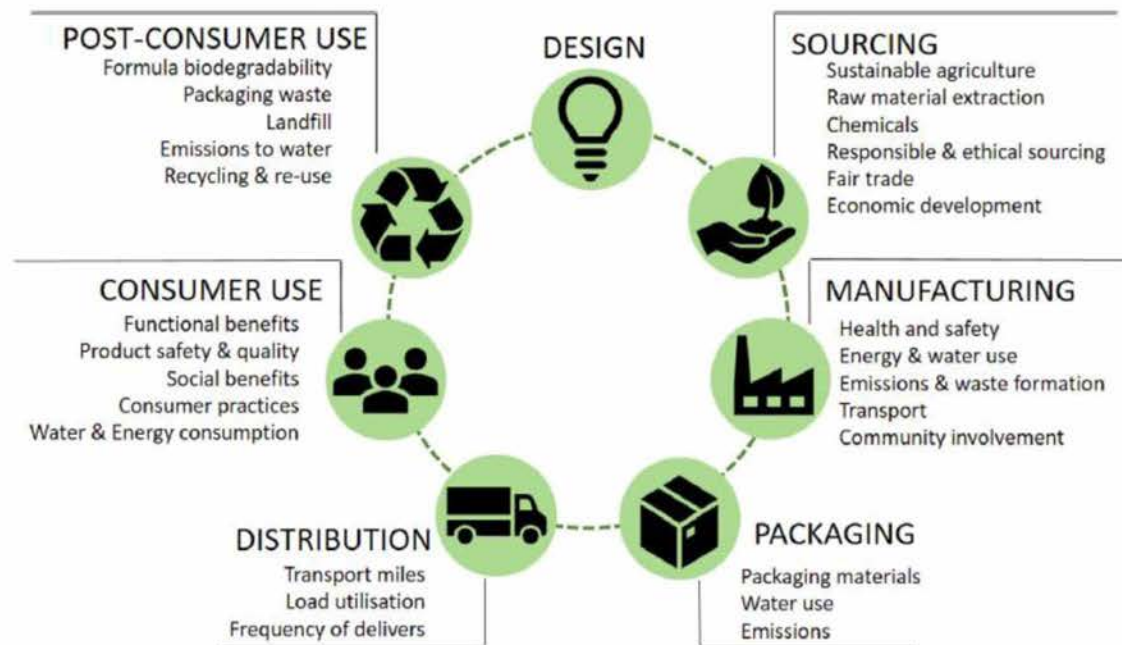 DESIGN
SOURCING
Sustainable agriculture
Raw material extraction
Chemicals
Responsible & ethical sourcing
Fair trade
Economic development
MANUFACTURING
Health and safety
Energy & water use
Emissions & waste formation
Transport
Community involvement
PACKAGING
Packaging materials
Water use
Emissions
DISTRIBUTION
Transport miles
Load utilisation
Frequency of delivers
CONSUMER USE
Functional benefits
Product safety & quality
Social benefits
Consumer practices
Water & Energy consumption
POST-CONSUMER USE
Formula biodegradability
Packaging waste
Landfill
Emissions to water
Recycling & re-use